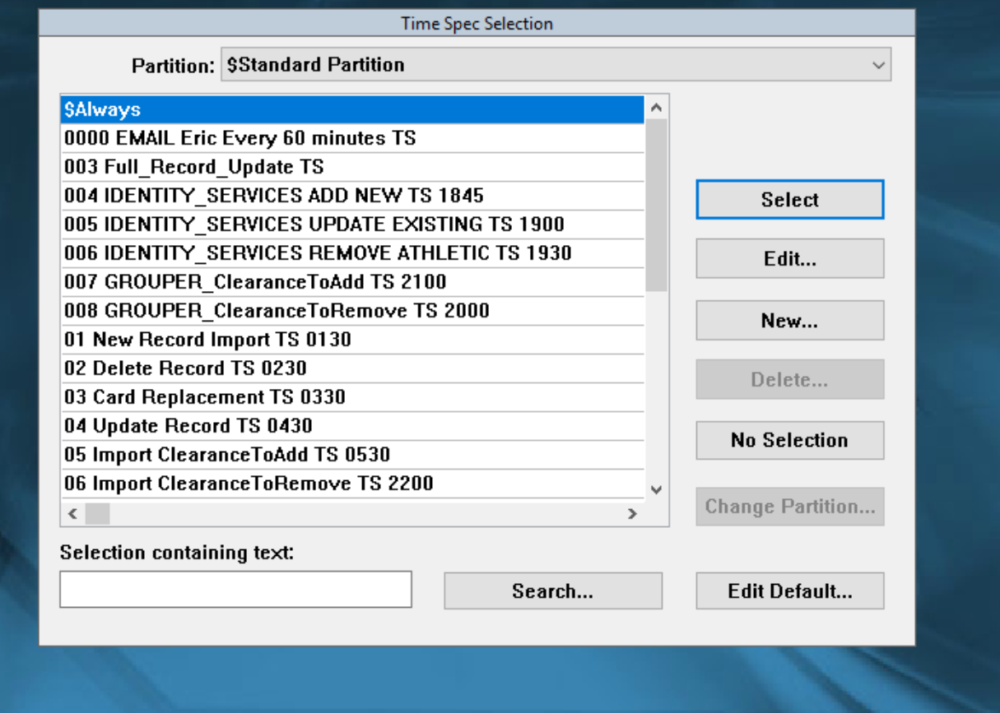 Time Spec Selection
Partition: $Standard Partition
$Always
0000 EMAIL Eric Every 60 minutes TS
003 Full_Record_Update TS
004 IDENTITY_SERVICES ADD NEW TS 1845
005 IDENTITY_SERVICES UPDATE EXISTING TS 1900
006 IDENTITY_SERVICES REMOVE ATHLETIC TS 1930
007 GROUPER_ClearanceToAdd TS 2100
008 GROUPER_ClearanceToRemove TS 2000
01 New Record Import TS 0130
02 Delete Record TS 0230
03 Card Replacement TS 0330
04 Update Record TS 0430
05 Import ClearanceToAdd TS 0530
06 Import ClearanceToRemove TS 2200
Select
Edit...
New...
Delete...
No Selection
Change Partition...
Selection containing text:
Search...
Edit Default...